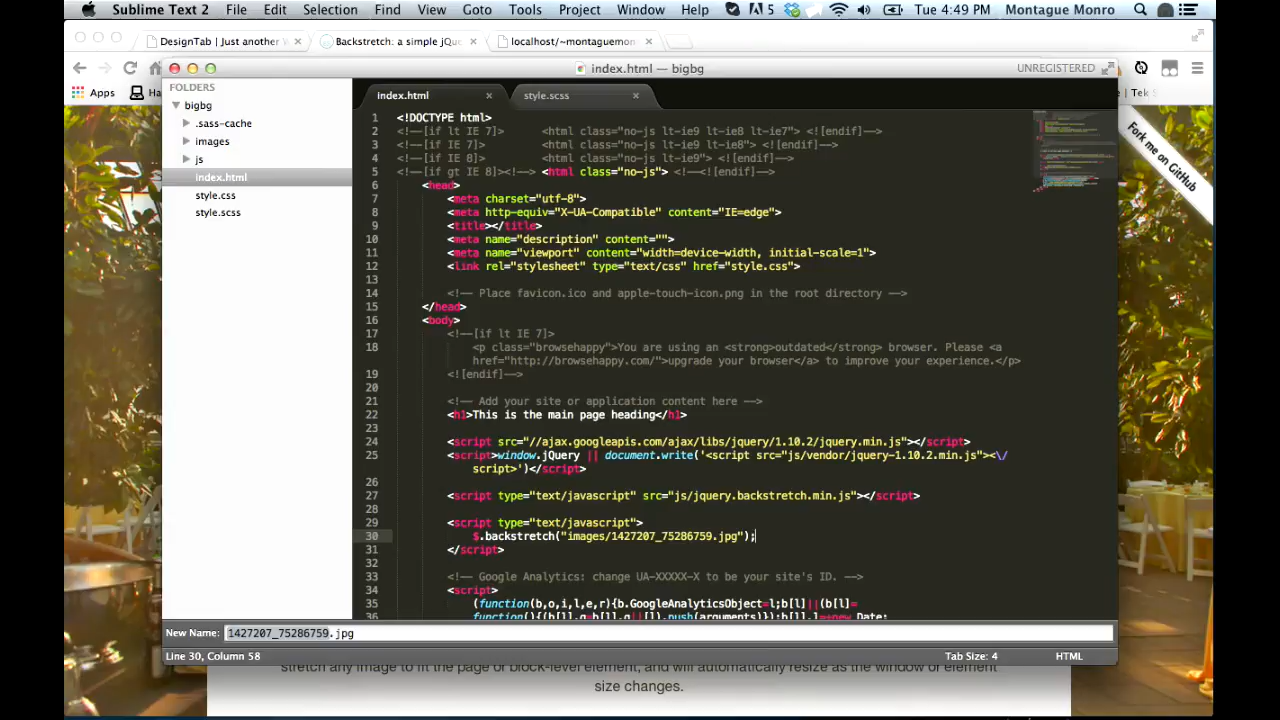 Sublime Text 2 File Edit Selection Find View Goto Tools Project Window Help 5 Tue 4:49 PM Montague Monro
DesignTab | Just another W Backstretch: a simple jQu localhost/~montaguemon
index.html — bigbg UNREGISTERED
Apps Ha Tek S
Fork me on GitHub
FOLDERS
bigbg
.sass-cache
images
js
index.html
style.css
style.scss
index.html style.scss
1 <!DOCTYPE html>
2 <!--[if lt IE 7]> <html class="no-js lt-ie9 lt-ie8 lt-ie7"> <![endif]-->
3 <!--[if IE 7]> <html class="no-js lt-ie9 lt-ie8"> <![endif]-->
4 <!--[if IE 8]> <html class="no-js lt-ie9"> <![endif]-->
5 <!--[if gt IE 8]><!--> <html class="no-js"> <!--<![endif]-->
6 <head>
7 <meta charset="utf-8">
8 <meta http-equiv="X-UA-Compatible" content="IE=edge">
9 <title></title>
10 <meta name="description" content="">
11 <meta name="viewport" content="width=device-width, initial-scale=1">
12 <link rel="stylesheet" type="text/css" href="style.css">
13
14 <!-- Place favicon.ico and apple-touch-icon.png in the root directory -->
15 </head>
16 <body>
17 <!--[if lt IE 7]>
18 <p class="browsehappy">You are using an <strong>outdated</strong> browser. Please <a
href="http://browsehappy.com/">upgrade your browser</a> to improve your experience.</p>
19 <![endif]-->
20
21 <!-- Add your site or application content here -->
22 <h1>This is the main page heading</h1>
23
24 <script src="//ajax.googleapis.com/ajax/libs/jquery/1.10.2/jquery.min.js"></script>
25 <script>window.jQuery || document.write('<script src="js/vendor/jquery-1.10.2.min.js"><\/
script>')</script>
26
27 <script type="text/javascript" src="js/jquery.backstretch.min.js"></script>
28
29 <script type="text/javascript">
30 $.backstretch("images/1427207_75286759.jpg");
31 </script>
32
33 <!-- Google Analytics: change UA-XXXXX-X to be your site's ID. -->
34 <script>
35 (function(b,o,i,l,e,r){b.GoogleAnalyticsObject=l;b[l]||(b[l]=
36 function(){(b[l].q=b[l].q||[]).push(arguments)});b[l].l=+new Date;
New Name: 1427207_75286759.jpg
Line 30, Column 58 Tab Size: 4 HTML
stretch any image to fit the page or block-level element, and will automatically resize as the window or element
size changes.